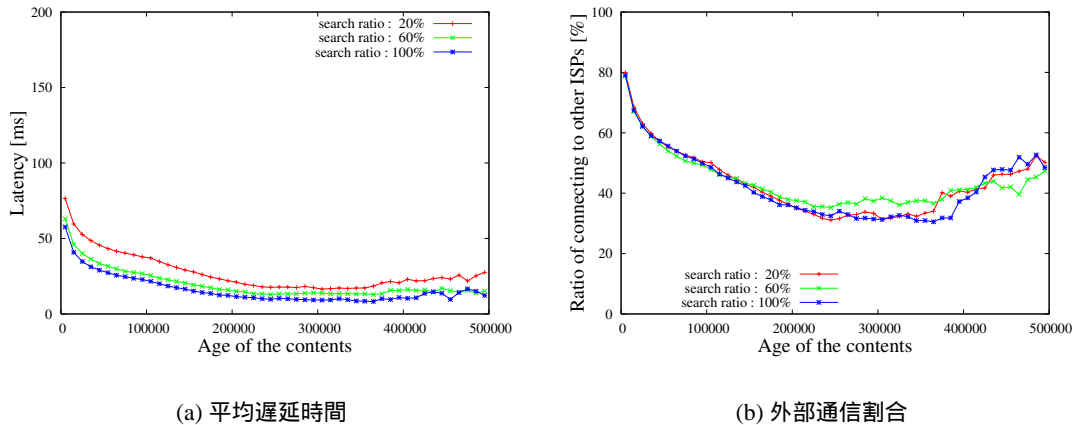 200
150
100
50
0
Latency [ms]
search ratio : 20%
search ratio : 60%
search ratio : 100%
0 100000 200000 300000 400000 500000
Age of the contents
(a) 平均遅延時間
100
80
60
40
20
0
Ratio of connecting to other ISPs [%]
search ratio : 20%
search ratio : 60%
search ratio : 100%
0 100000 200000 300000 400000 500000
Age of the contents
(b) 外部通信割合